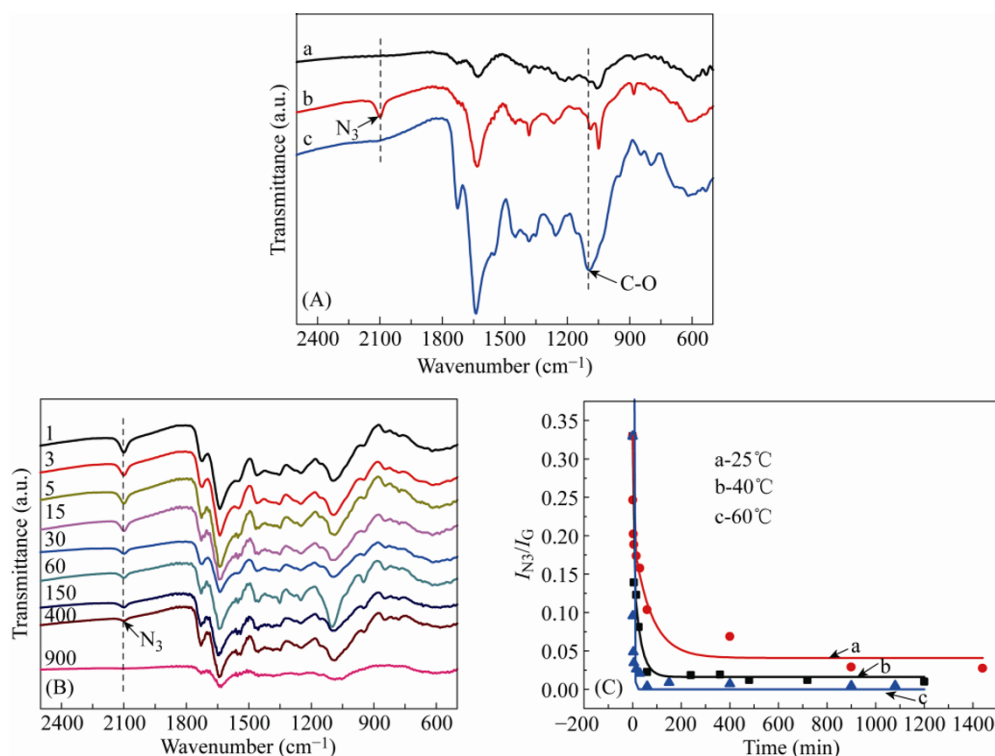 a
b
N₃
c
C-O
(A)
Transmittance (a.u.)
2400 2100 1800 1500 1200 900 600
Wavenumber (cm⁻¹)
1
3
5
15
30
60
150
400
N₃
900
(B)
Transmittance (a.u.)
2400 2100 1800 1500 1200 900 600
Wavenumber (cm⁻¹)
0.35
0.30
0.25
0.20
0.15
0.10
0.05
0.00
I_N3/I_G
a-25℃
b-40℃
c-60℃
a
b
c
(C)
−200 0 200 400 600 800 1000 1200 1400
Time (min)